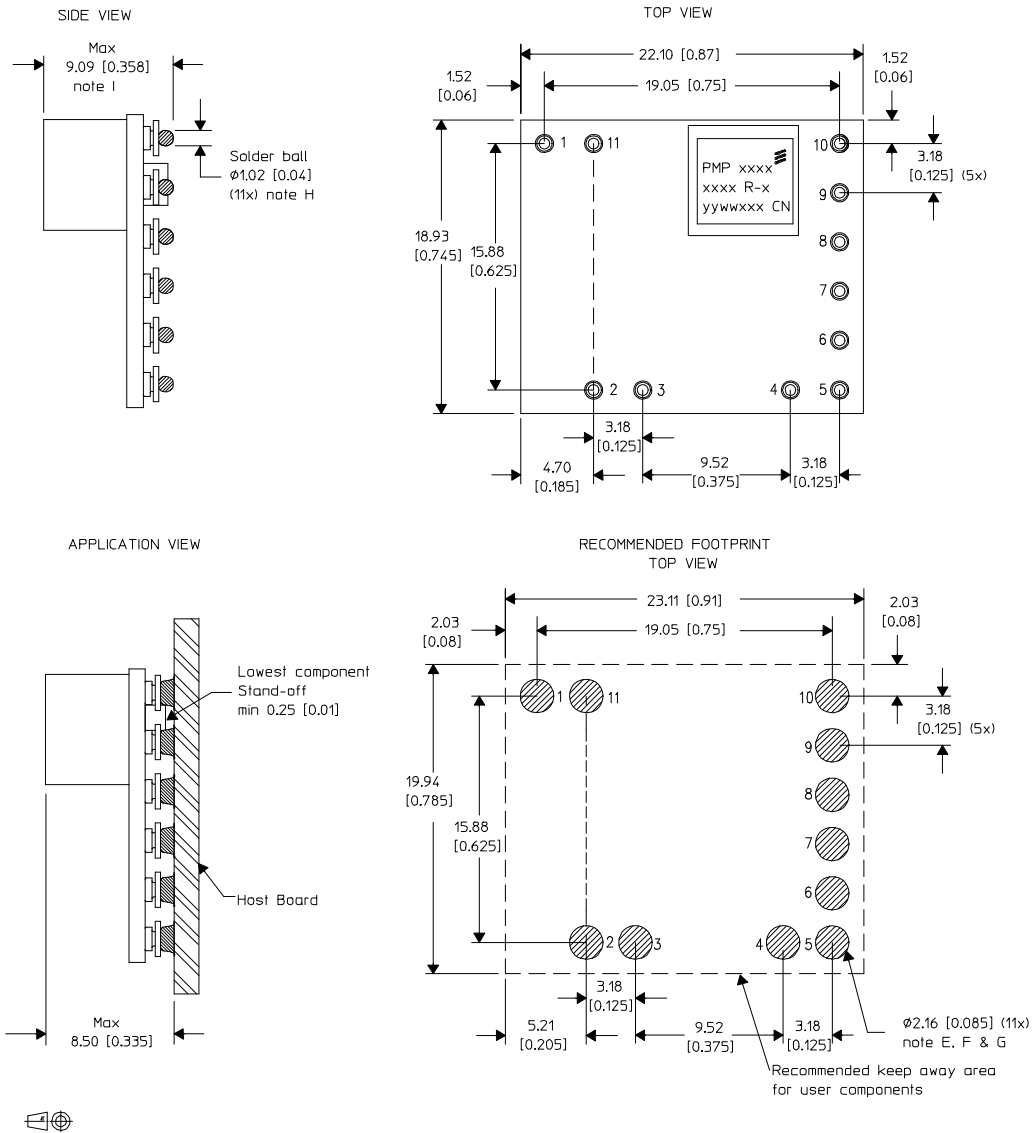 SIDE VIEW
Max
9.09 [0.358]
note I
Solder ball
ø1.02 [0.04]
(11x) note H
TOP VIEW
22.10 [0.87]
19.05 [0.75]
1.52
[0.06]
1.52
[0.06]
1
11
10
PMP xxxx
xxxx R-x
yywwxxx CN
3.18
[0.125] (5x)
9
18.93
[0.745]
15.88
[0.625]
8
7
6
2
3
4
5
3.18
[0.125]
4.70
[0.185]
9.52
[0.375]
3.18
[0.125]
APPLICATION VIEW
Lowest component
Stand-off
min 0.25 [0.01]
Host Board
Max
8.50 [0.335]
RECOMMENDED FOOTPRINT
TOP VIEW
23.11 [0.91]
19.05 [0.75]
2.03
[0.08]
2.03
[0.08]
1
11
10
3.18
[0.125] (5x)
9
19.94
[0.785]
15.88
[0.625]
8
7
6
2
3
4
5
3.18
[0.125]
5.21
[0.205]
9.52
[0.375]
3.18
[0.125]
ø2.16 [0.085] (11x)
note E, F & G
Recommended keep away area
for user components